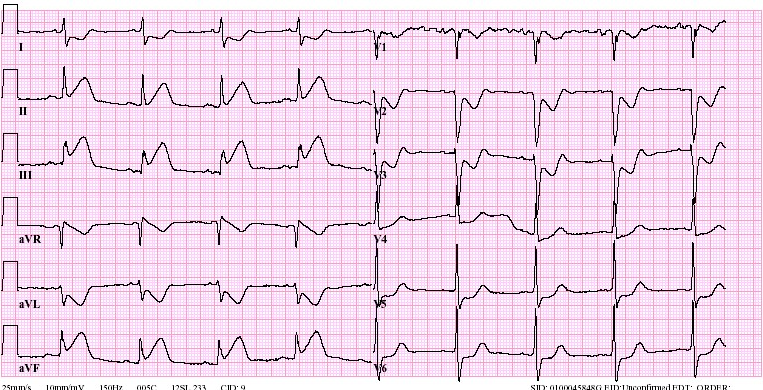 I V1
II V2
III V3
aVR V4
aVL V5
aVF V6
25mm/s 10mm/mV 150Hz 005C 12SL 233 CID: 9 SID: 0100045848G EID:Unconfirmed EDT: ORDER: